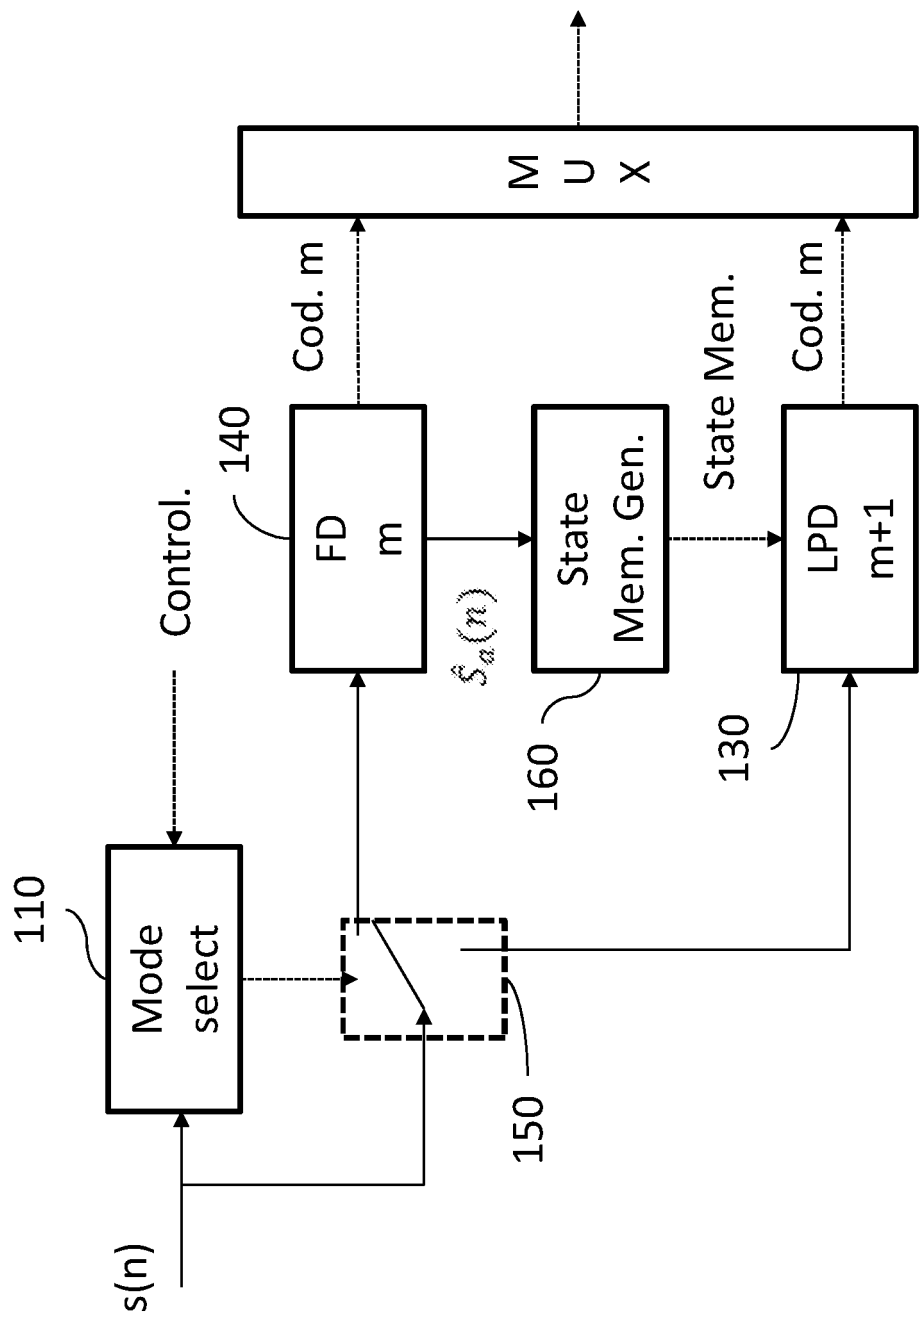 s(n)
110
Mode
select
Control.
150
140
FD
m
Cod. m
ŝₐ(n)
160
State
Mem. Gen.
State Mem.
130
LPD
m+1
Cod. m
M
U
X